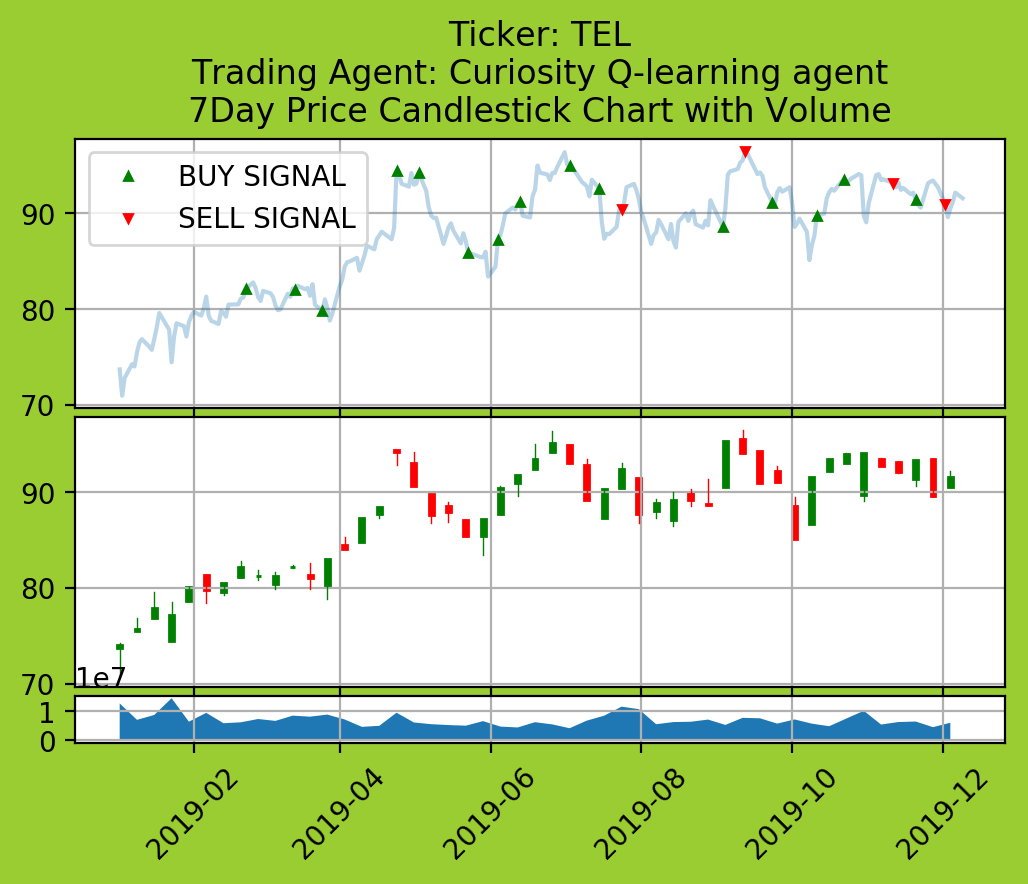 Ticker: TEL
Trading Agent: Curiosity Q-learning agent
7Day Price Candlestick Chart with Volume
BUY SIGNAL
SELL SIGNAL
90
80
70
90
80
70
1e7
1
0
2019-02
2019-04
2019-06
2019-08
2019-10
2019-12